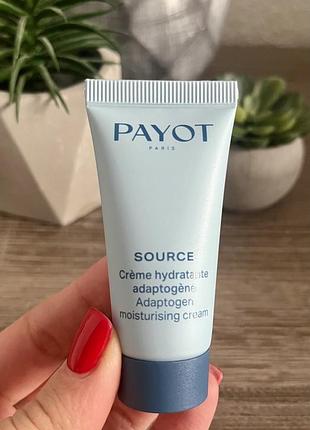 PAYOT
PARIS
SOURCE
Crème hydratante
adaptogène
Adaptogen
moisturising cream